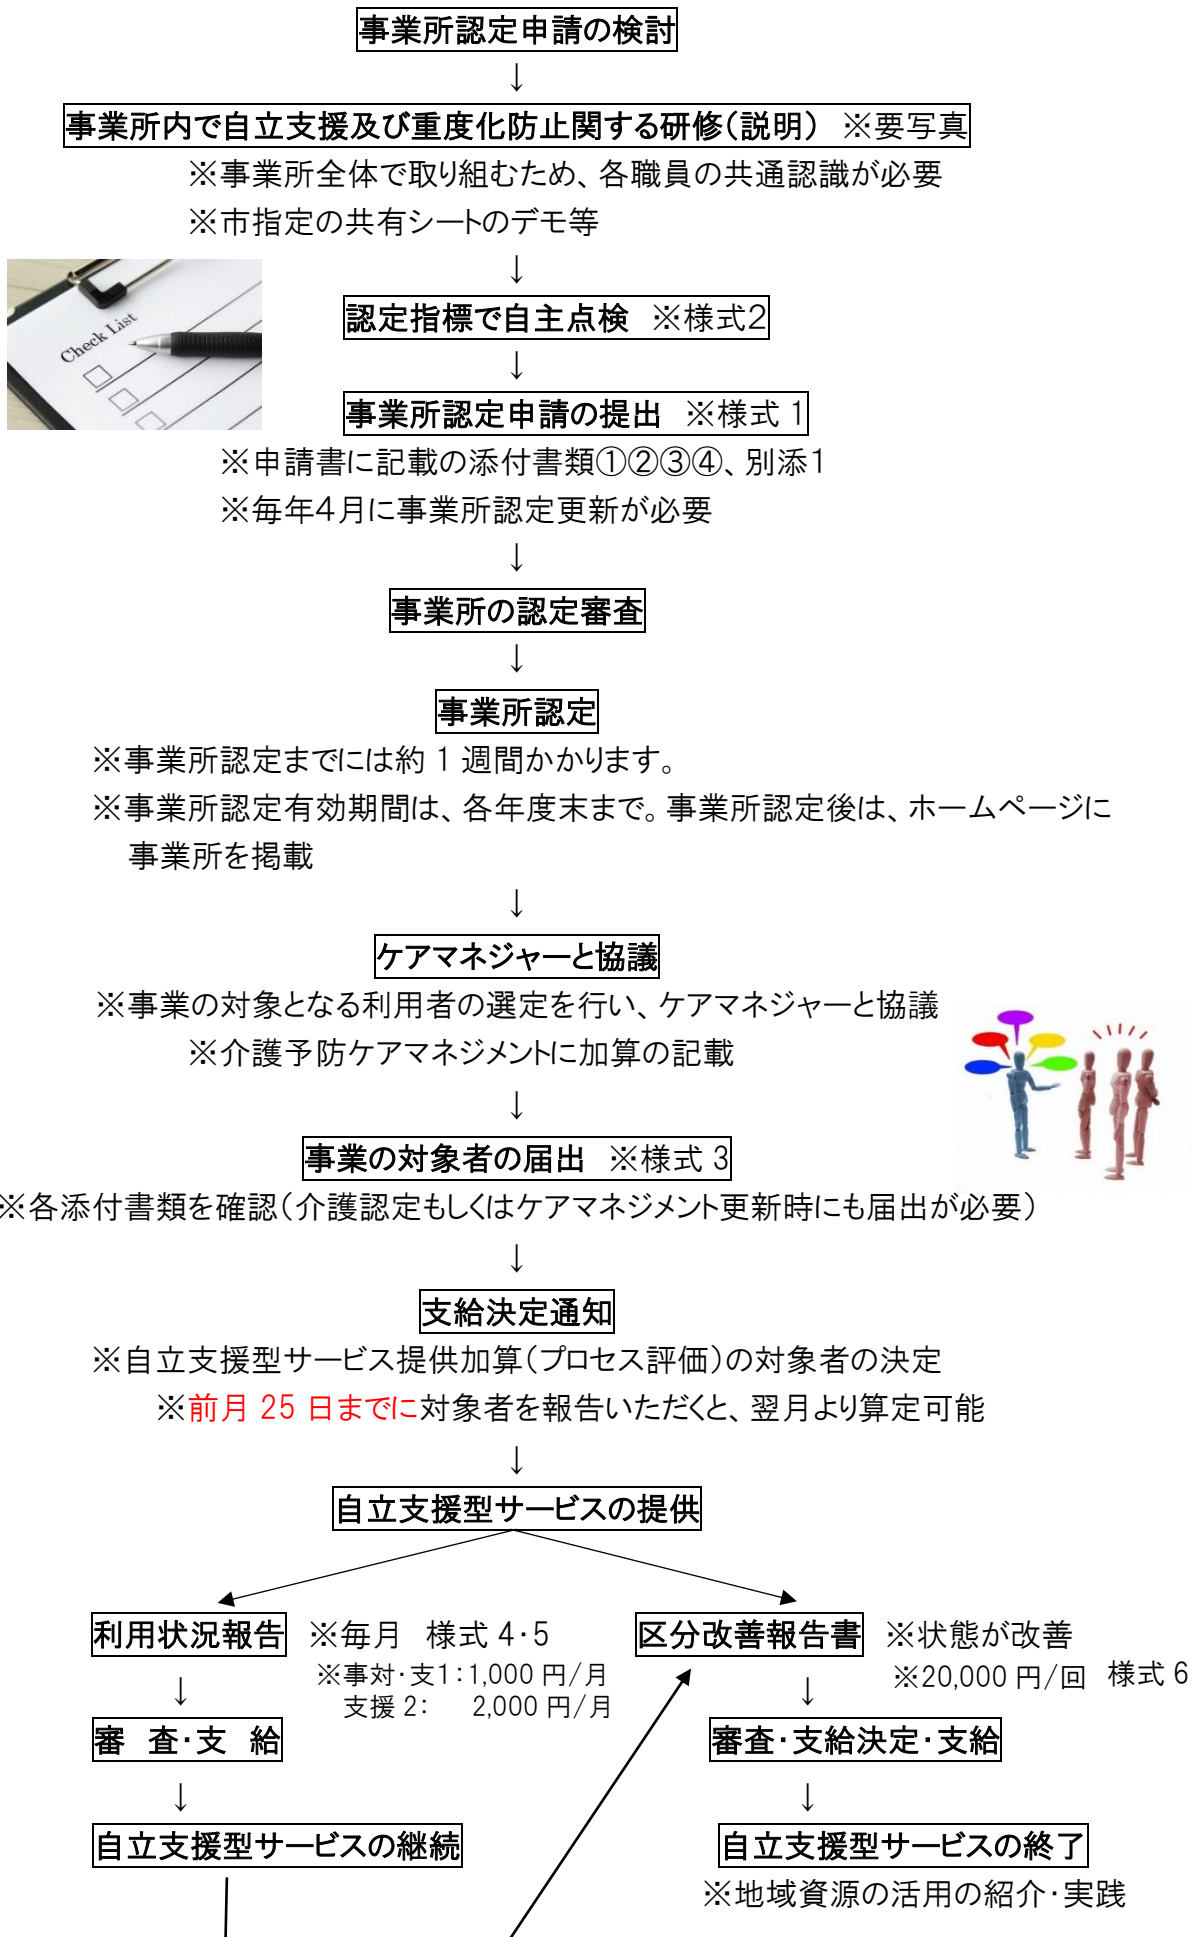 事業所認定申請の検討
↓
事業所内で自立支援及び重度化防止関する研修（説明） ※要写真
※事業所全体で取り組むため、各職員の共通認識が必要
※市指定の共有シートのデモ等
↓
Check List
認定指標で自主点検 ※様式２
↓
事業所認定申請の提出 ※様式 1
※申請書に記載の添付書類①②③④、別添１
※毎年４月に事業所認定更新が必要
↓
事業所の認定審査
↓
事業所認定
※事業所認定までには約 1 週間かかります。
※事業所認定有効期間は、各年度末まで。事業所認定後は、ホームページに
事業所を掲載
↓
ケアマネジャーと協議
※事業の対象となる利用者の選定を行い、ケアマネジャーと協議
※介護予防ケアマネジメントに加算の記載
↓
事業の対象者の届出 ※様式 3
※各添付書類を確認（介護認定もしくはケアマネジメント更新時にも届出が必要）
↓
支給決定通知
※自立支援型サービス提供加算（プロセス評価）の対象者の決定
※前月 25 日までに対象者を報告いただくと、翌月より算定可能
↓
自立支援型サービスの提供
利用状況報告 ※毎月 様式 4・5
※事対・支１：1,000 円/月
支援 2： 2,000 円/月
↓
審 査・支 給
↓
自立支援型サービスの継続
区分改善報告書 ※状態が改善
※20,000 円/回 様式 6
↓
審査・支給決定・支給
↓
自立支援型サービスの終了
※地域資源の活用の紹介・実践